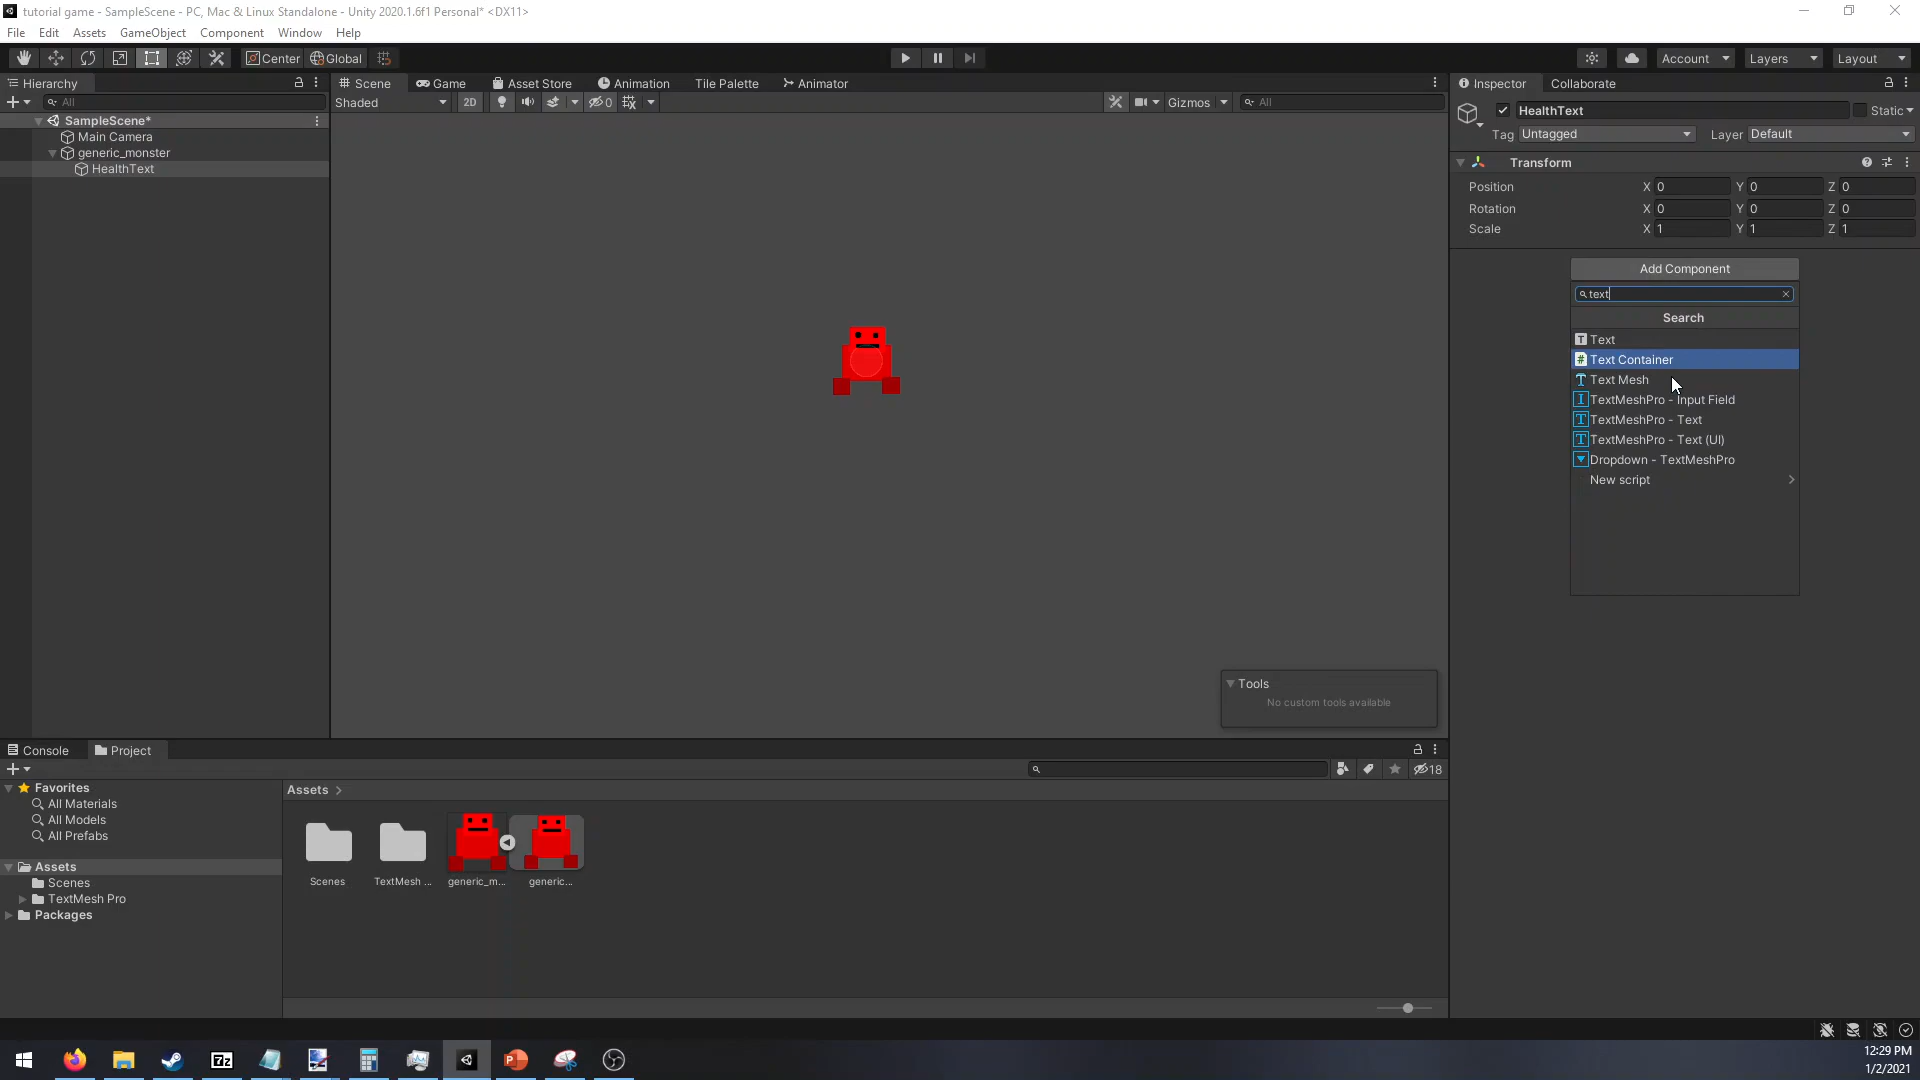 tutorial game - SampleScene - PC, Mac & Linux Standalone - Unity 2020.1.6f1 Personal* <DX11>
File Edit Assets GameObject Component Window Help
Center Global
Account Layers Layout
Hierarchy
All
SampleScene*
Main Camera
generic_monster
HealthText
Scene Game Asset Store Animation Tile Palette Animator
Shaded 2D 0 Gizmos All
Tools
No custom tools available
Inspector Collaborate
HealthText Static
Tag Untagged Layer Default
Transform
Position X 0 Y 0 Z 0
Rotation X 0 Y 0 Z 0
Scale X 1 Y 1 Z 1
Add Component
text
Search
Text
Text Container
Text Mesh
TextMeshPro - Input Field
TextMeshPro - Text
TextMeshPro - Text (UI)
Dropdown - TextMeshPro
New script
Console Project
18
Favorites
All Materials
All Models
All Prefabs
Assets
Scenes
TextMesh Pro
Packages
Assets
Scenes TextMesh ... generic_m... generic...
7z
12:29 PM
1/2/2021